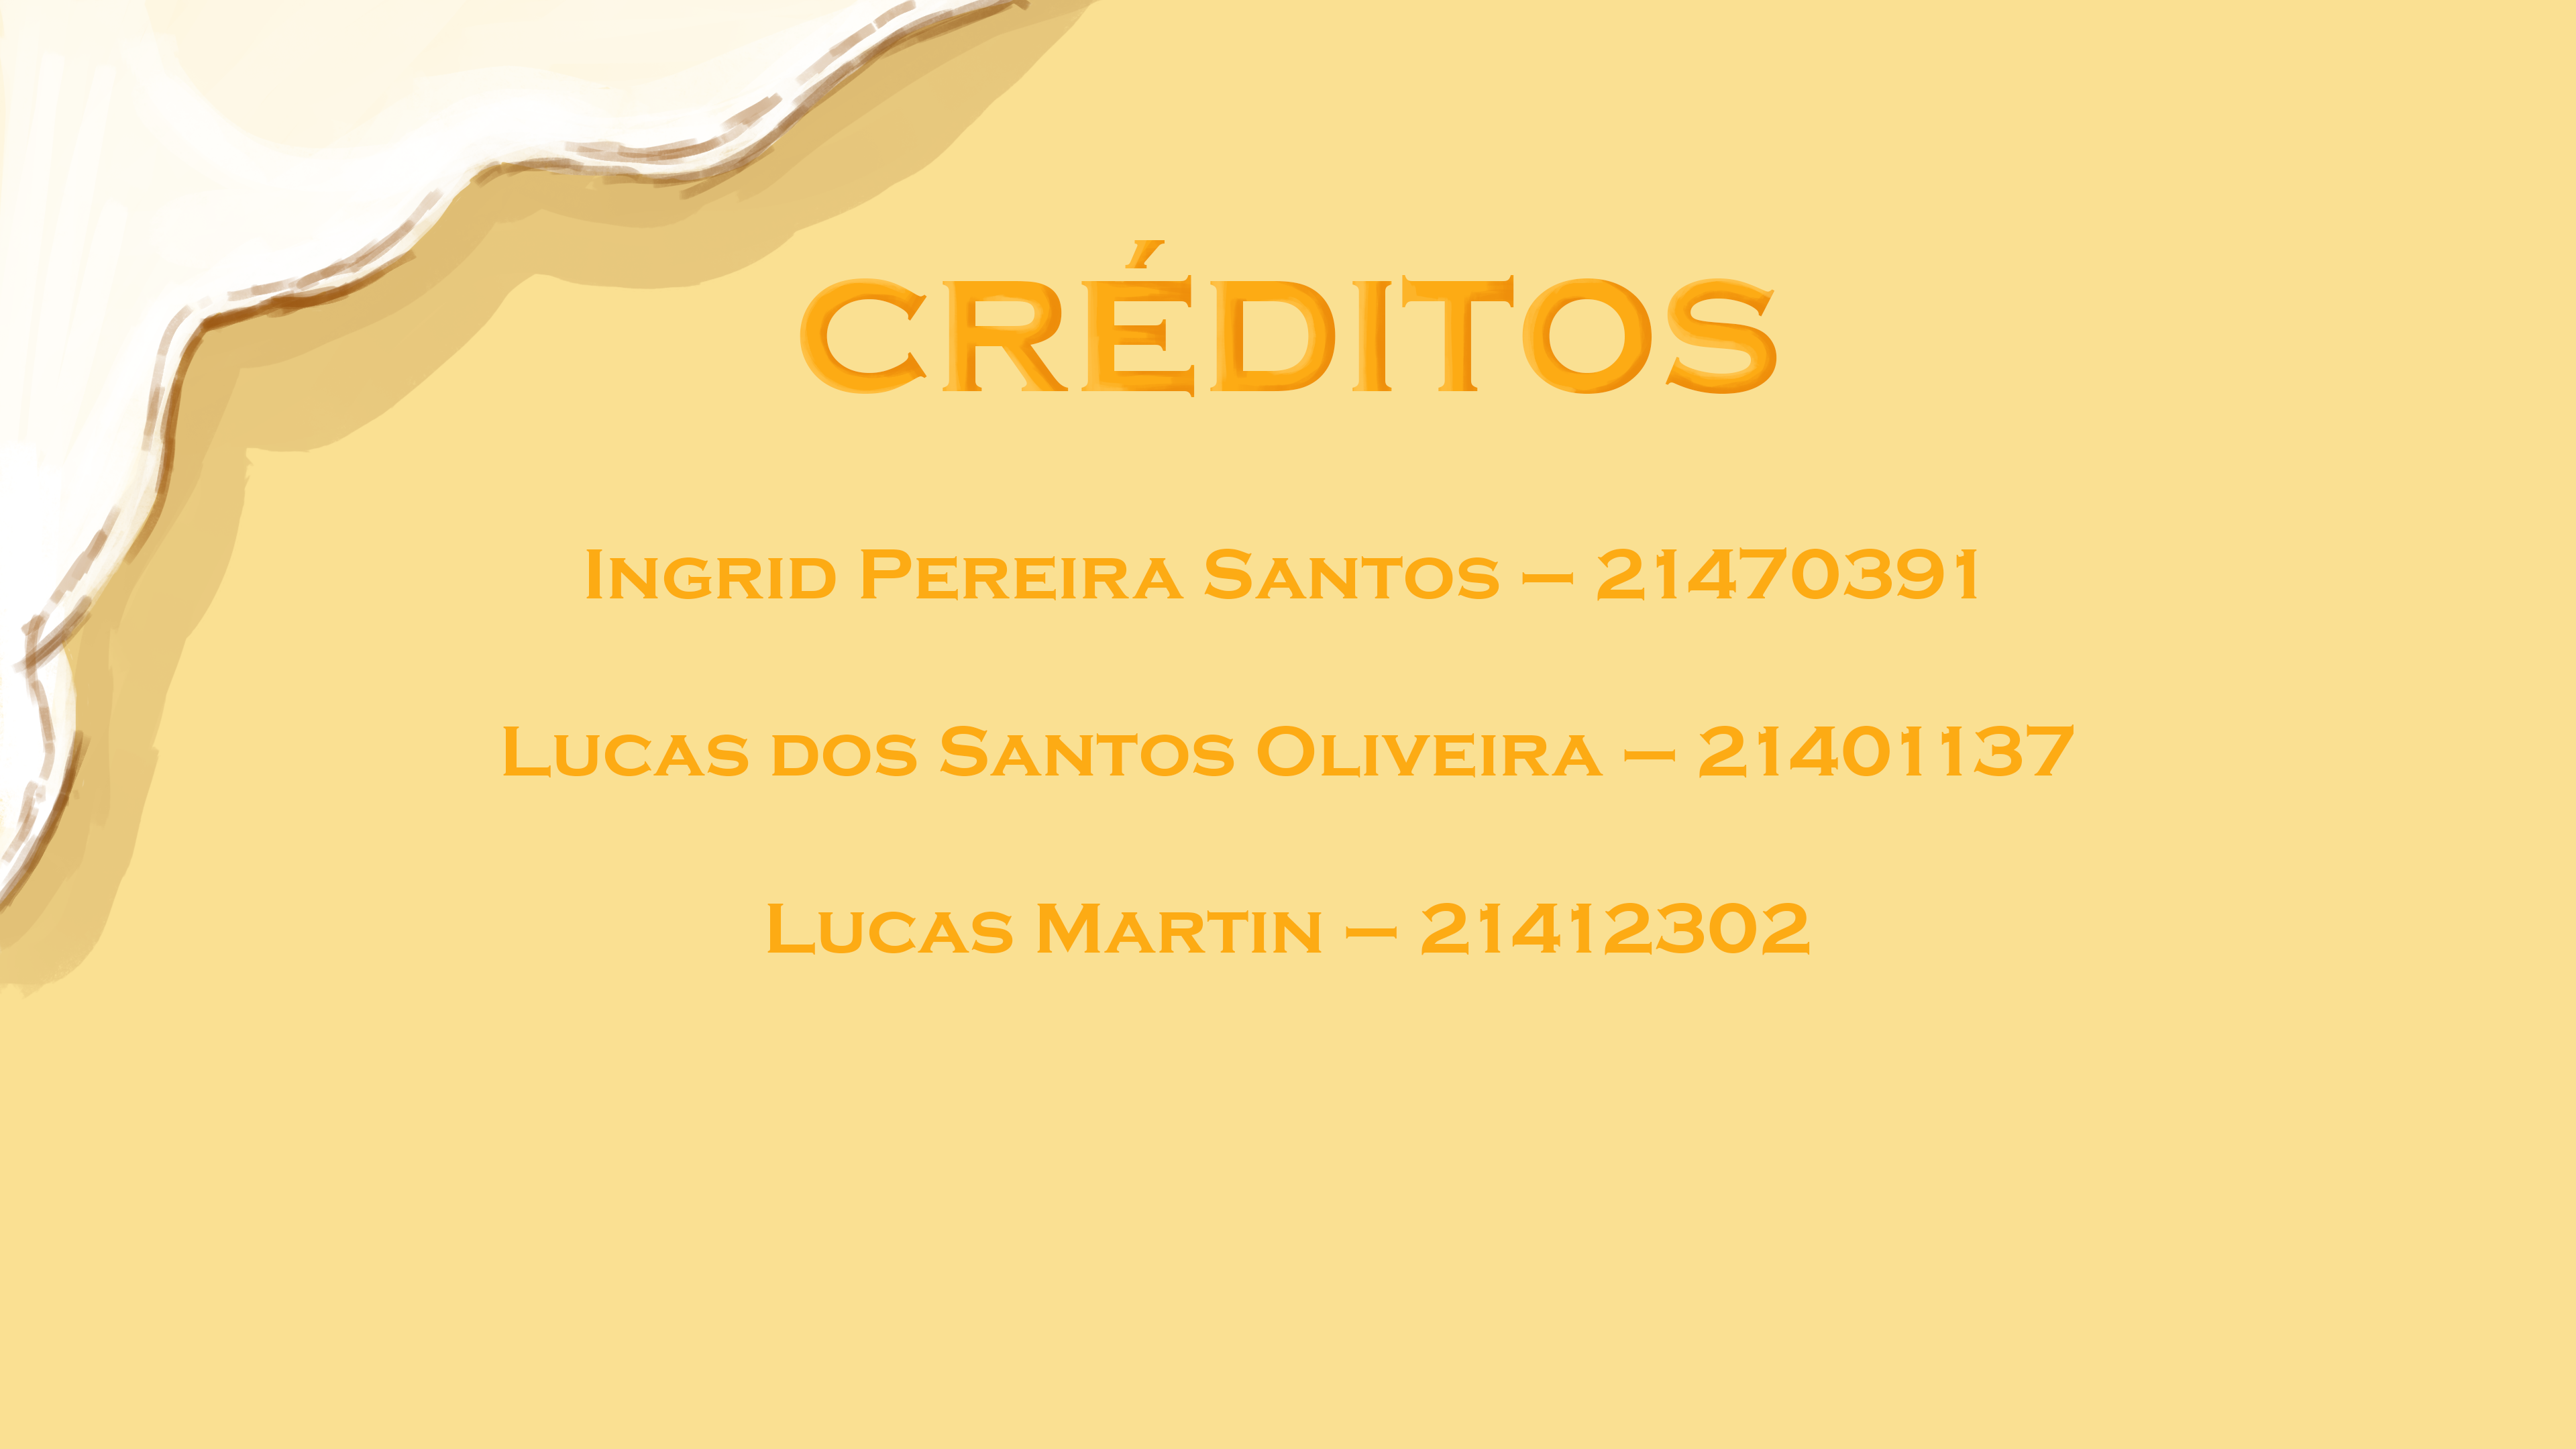 CRÉDITOS
Ingrid Pereira Santos – 21470391
Lucas dos Santos Oliveira – 21401137
Lucas Martin – 21412302